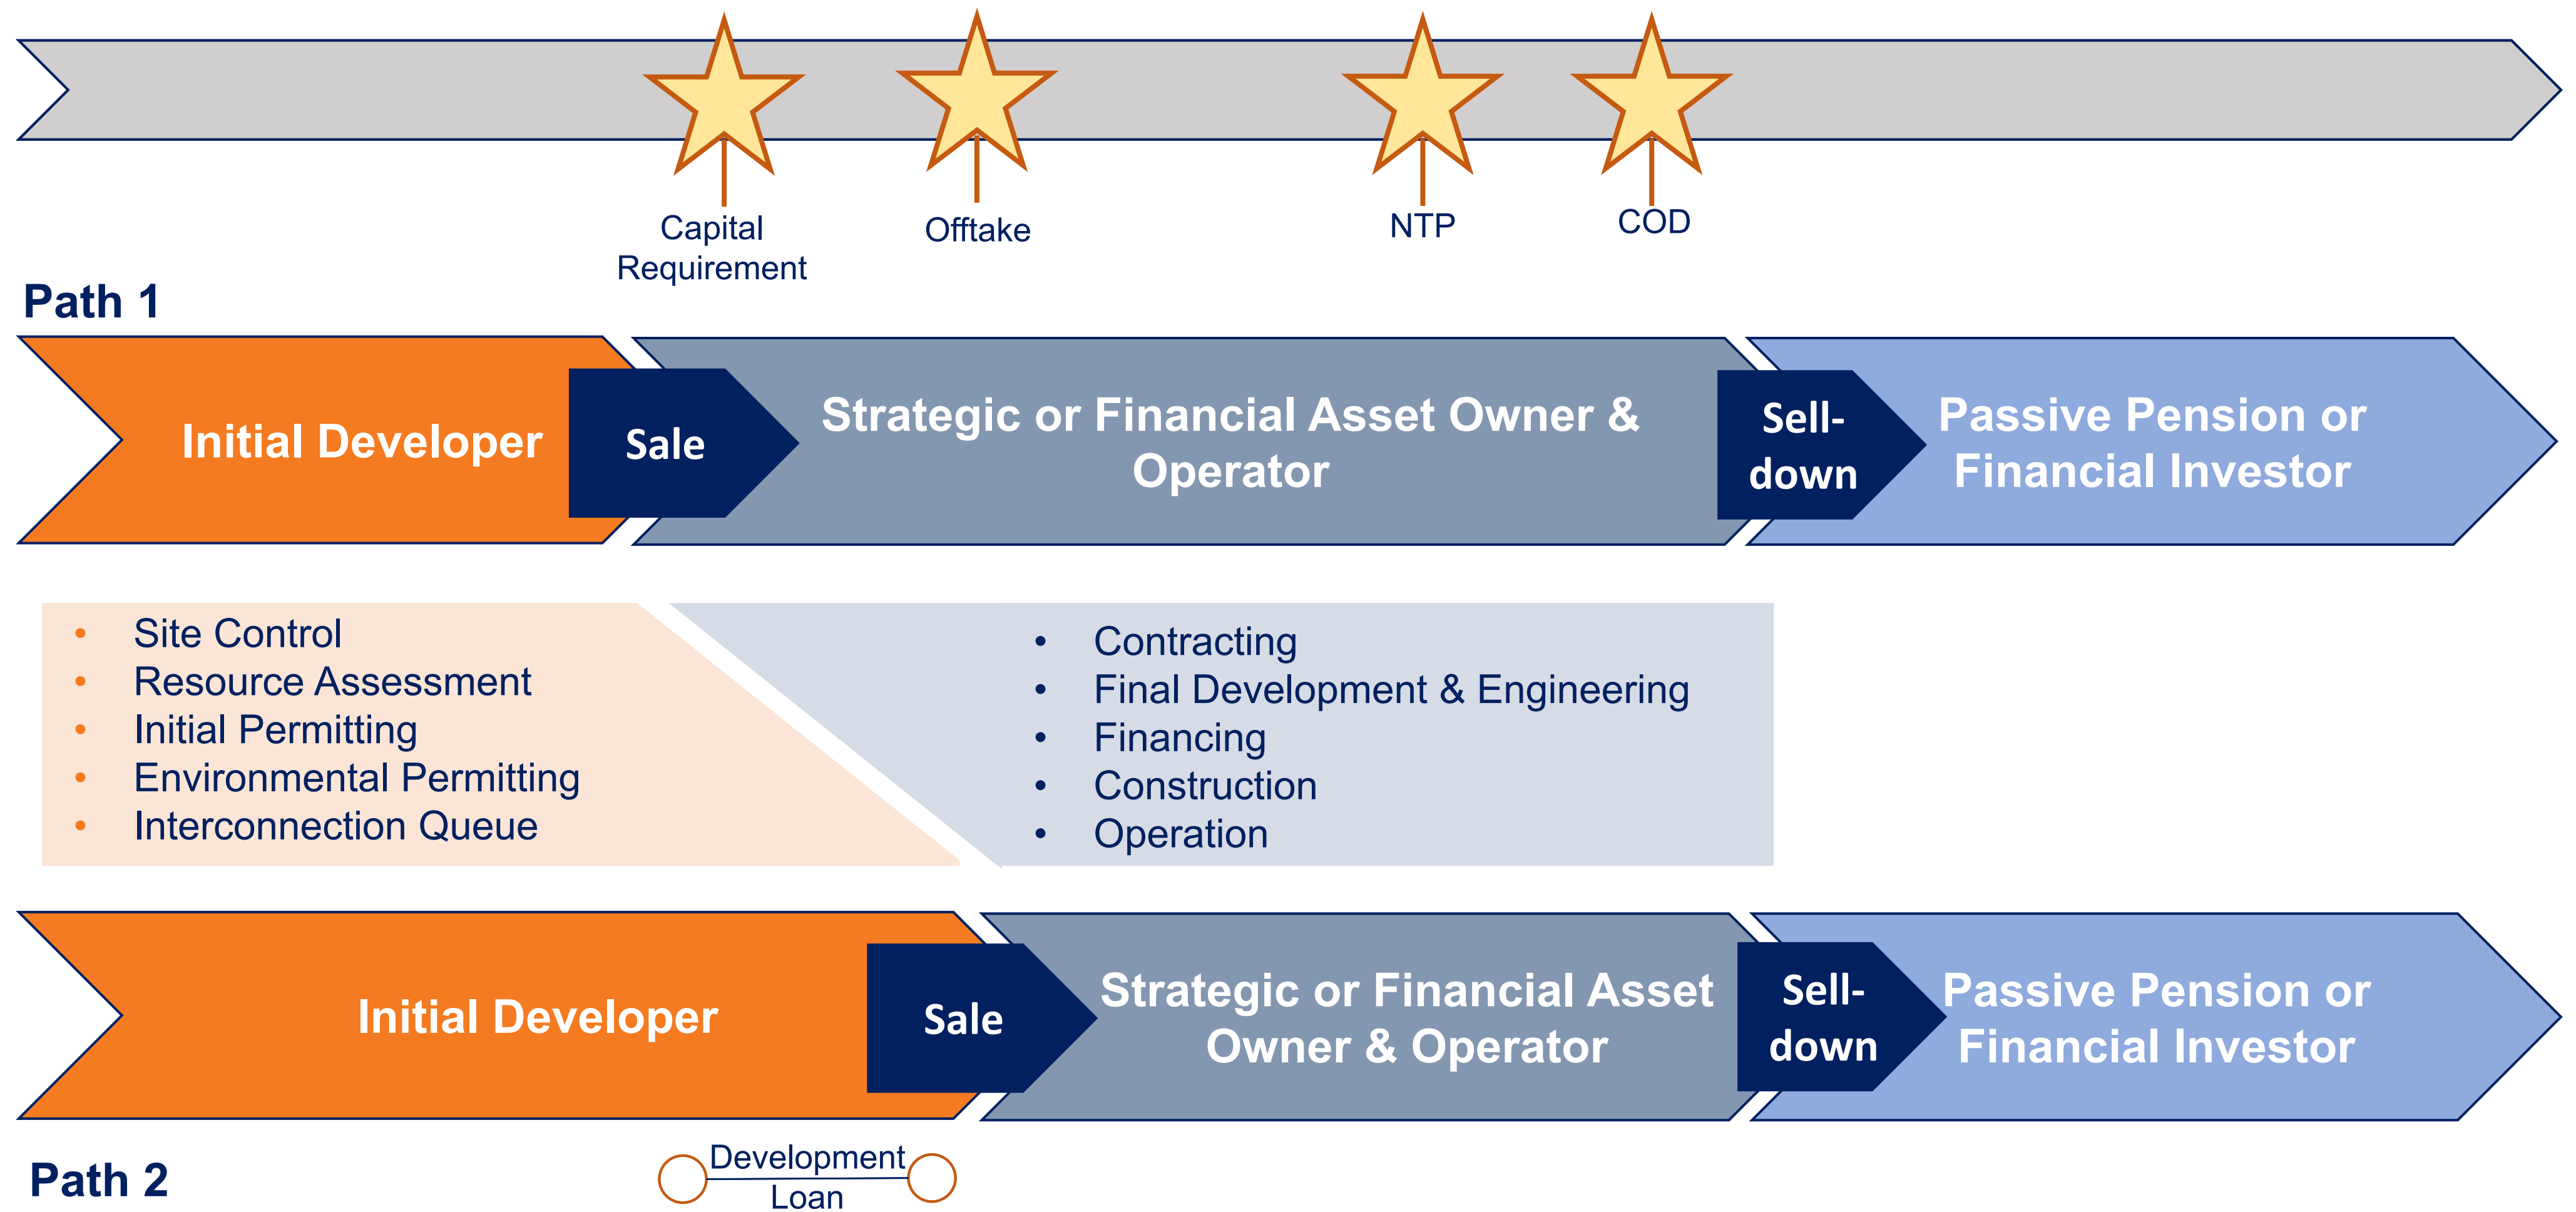 Capital
Requirement
Offtake
NTP
COD
Path 1
Initial Developer
Sale
Strategic or Financial Asset Owner &
Operator
Sell-
down
Passive Pension or
Financial Investor
• Site Control
• Resource Assessment
• Initial Permitting
• Environmental Permitting
• Interconnection Queue
• Contracting
• Final Development & Engineering
• Financing
• Construction
• Operation
Initial Developer
Sale
Strategic or Financial Asset
Owner & Operator
Sell-
down
Passive Pension or
Financial Investor
Path 2
Development
Loan